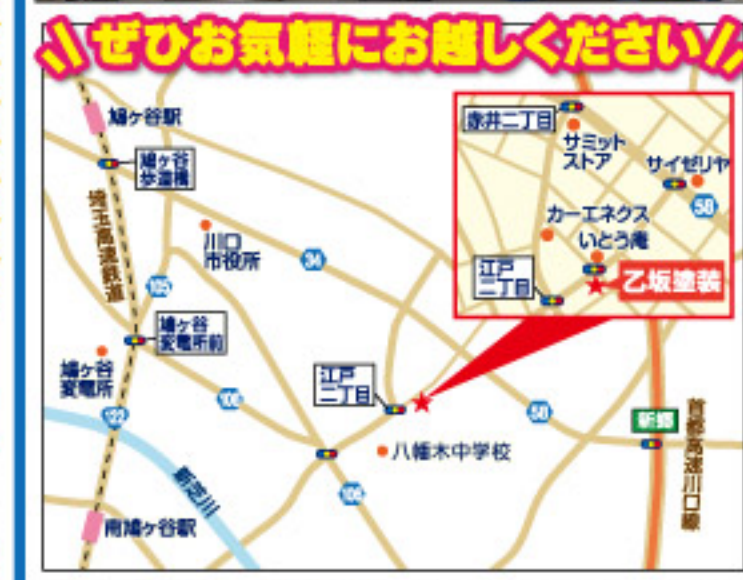 ぜひお気軽にお越しください
鳩ヶ谷駅
鳩ヶ谷
歩道橋
埼玉高速鉄道
川口
市役所
34
105
鳩ヶ谷
変電所前
鳩ヶ谷
変電所
122
106
新芝川
南鳩ヶ谷駅
赤井二丁目
サミット
ストア
サイゼリヤ
58
カーエネクス
いとう庵
江戸
二丁目
乙坂塗装
江戸
二丁目
58
八幡木中学校
106
新郷
首都高速川口線